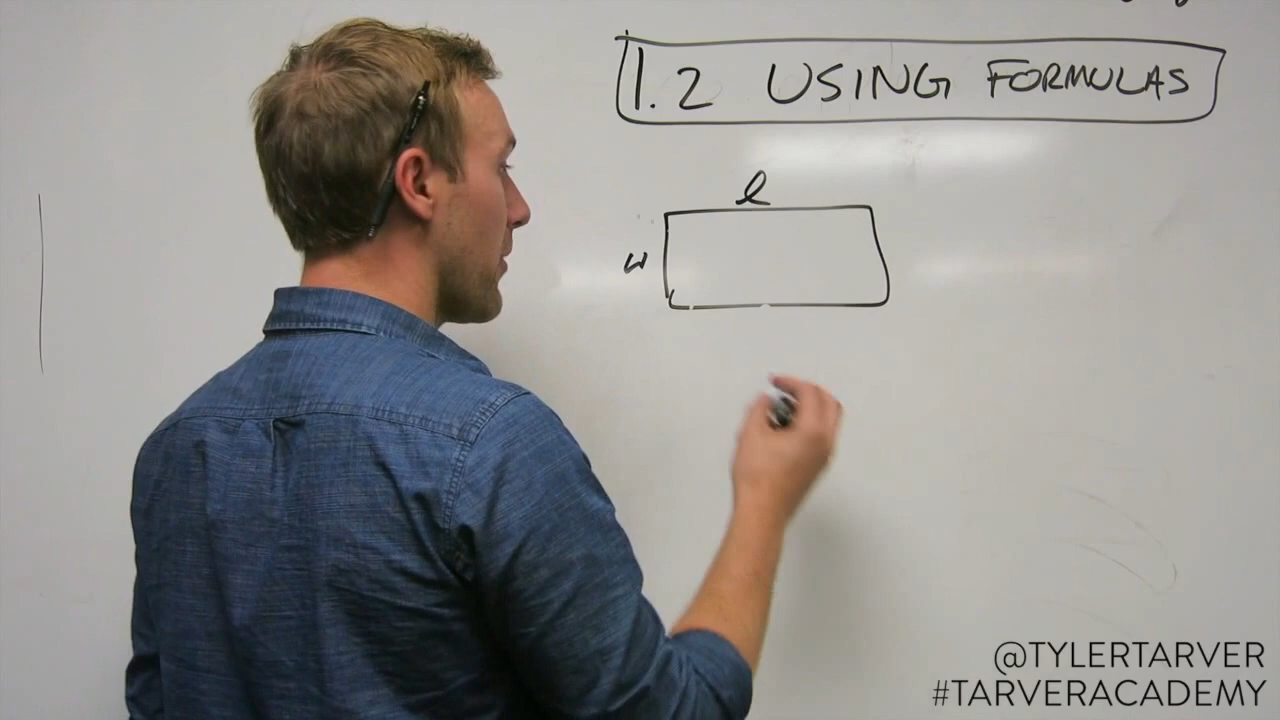 1.2 USING FORMULAS
l
w
@TYLERTARVER
#TARVERACADEMY